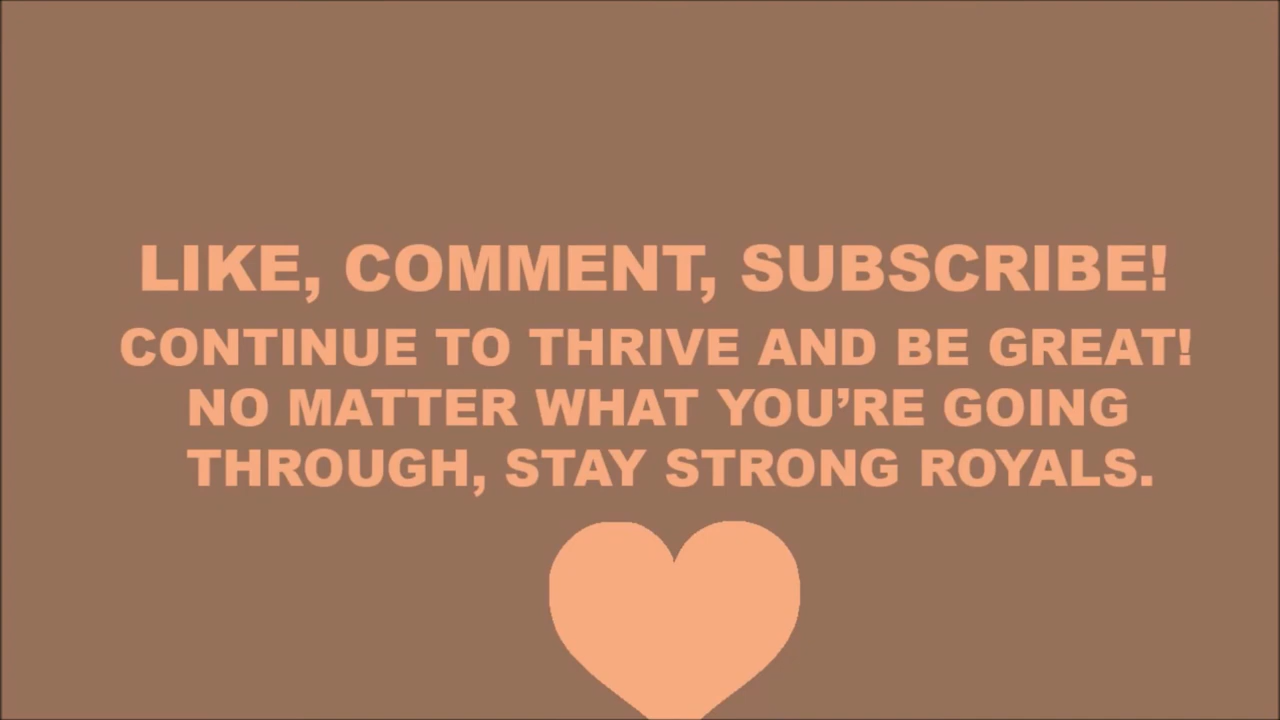 LIKE, COMMENT, SUBSCRIBE!
CONTINUE TO THRIVE AND BE GREAT!
NO MATTER WHAT YOU’RE GOING
THROUGH, STAY STRONG ROYALS.